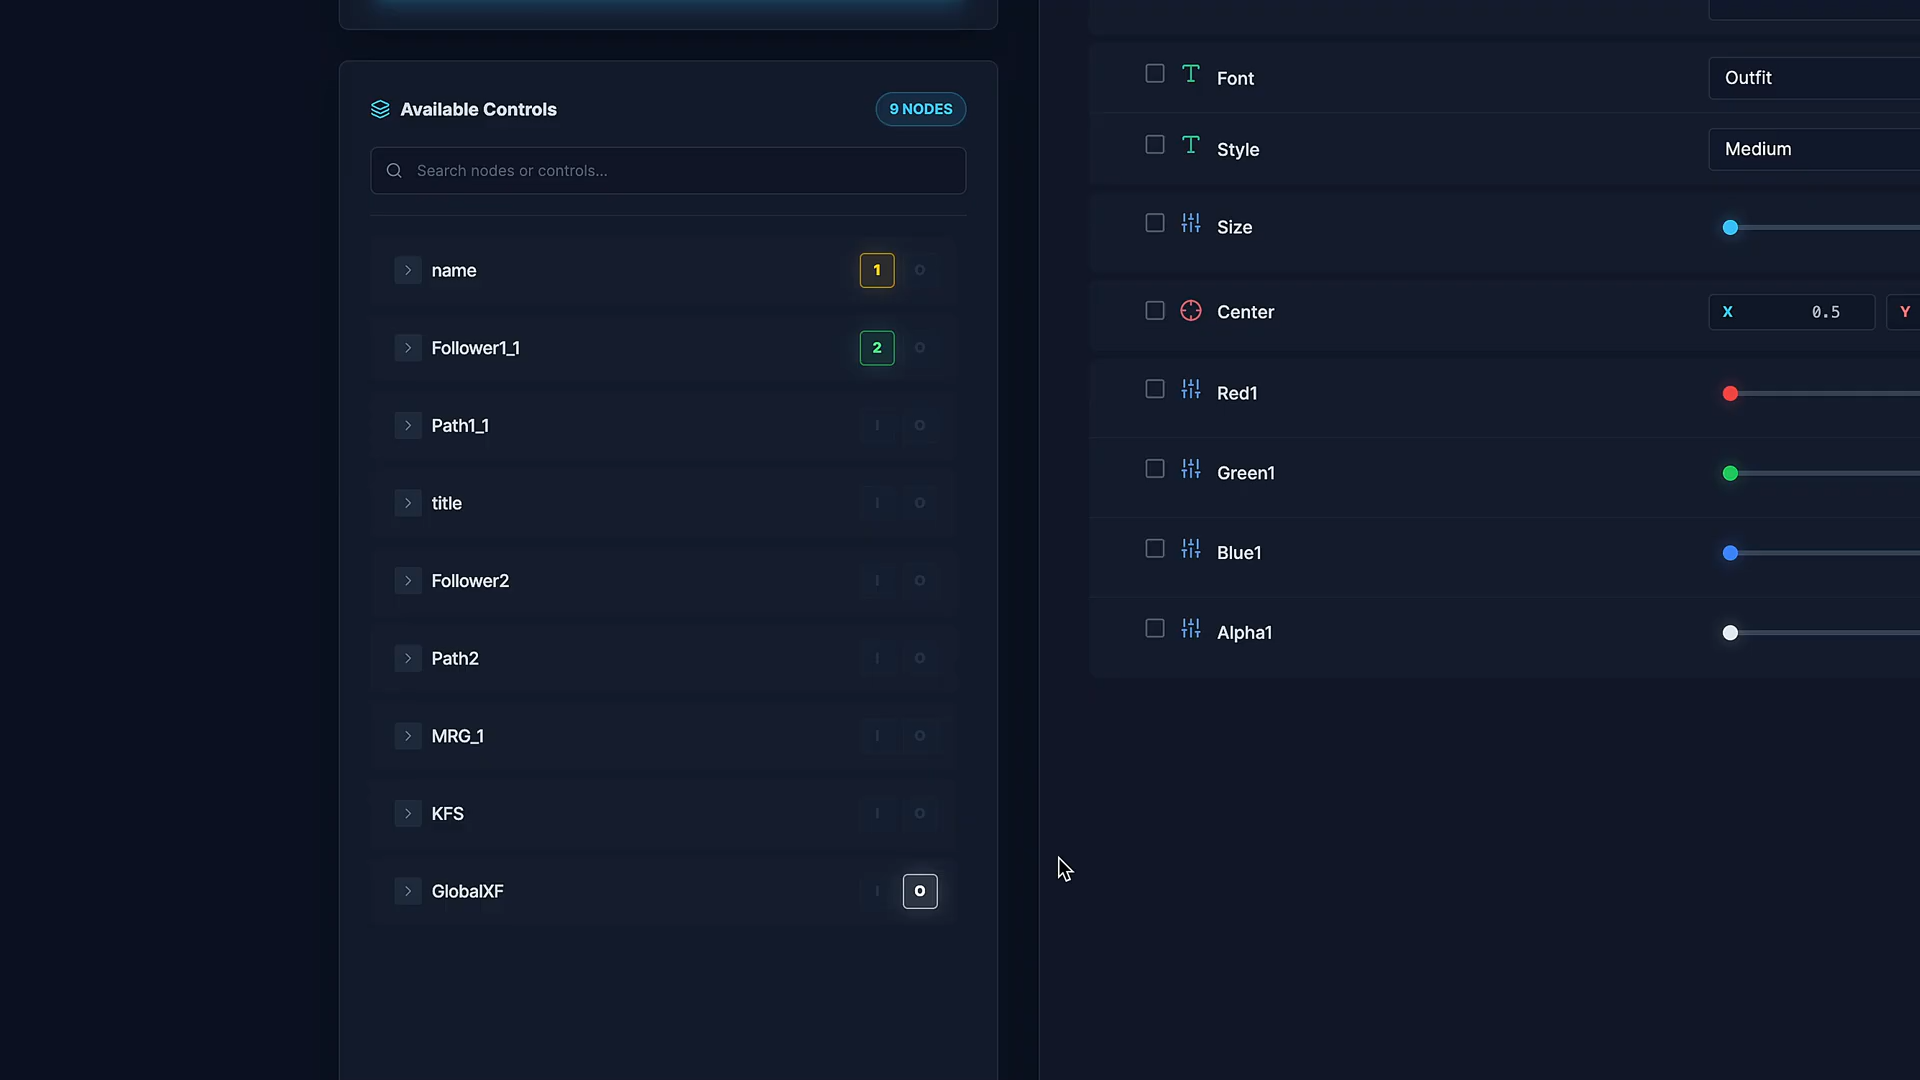 Available Controls
9 NODES
Search nodes or controls...
name
1
O
Follower1_1
2
O
Path1_1
I
O
title
I
O
Follower2
I
O
Path2
I
O
MRG_1
I
O
KFS
I
O
GlobalXF
I
O
Font
Outfit
Style
Medium
Size
Center
X
0.5
Y
Red1
Green1
Blue1
Alpha1